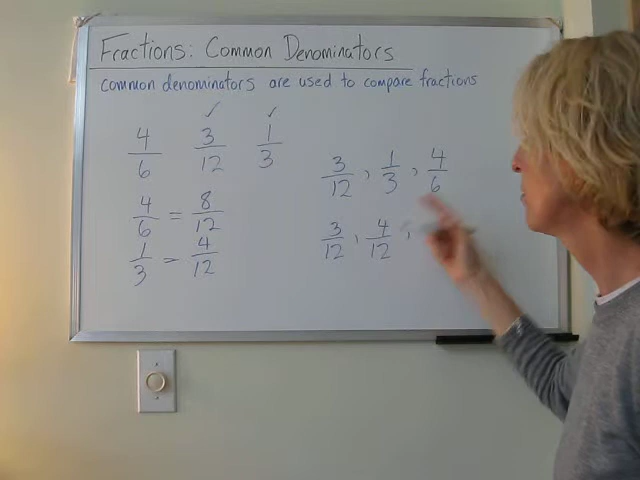 Fractions: Common Denominators
common denominators are used to compare fractions
4/6 3/12 1/3
4/6 = 8/12
1/3 = 4/12
3/12, 1/3, 4/6
3/12, 4/12,